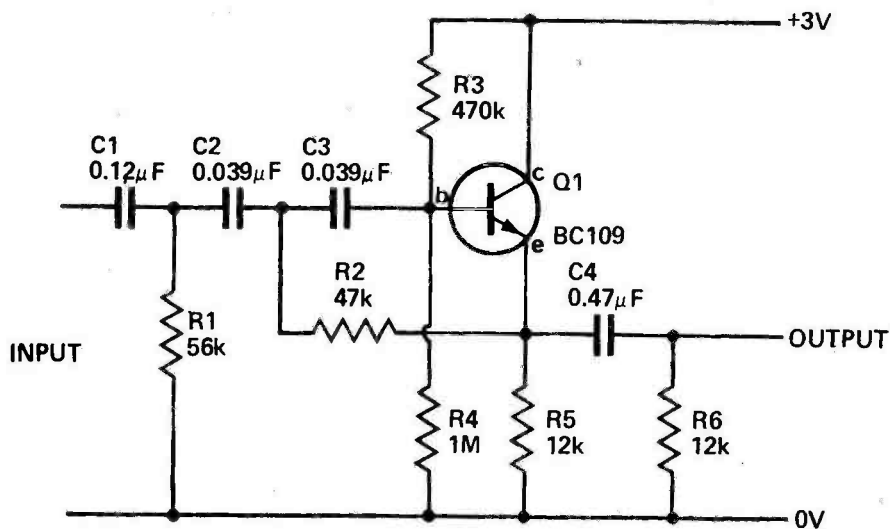 +3V
R3
470k
C1
0.12µF
C2
0.039µF
C3
0.039µF
b
c
Q1
e
BC109
C4
0.47µF
R2
47k
R1
56k
INPUT
OUTPUT
R4
1M
R5
12k
R6
12k
0V